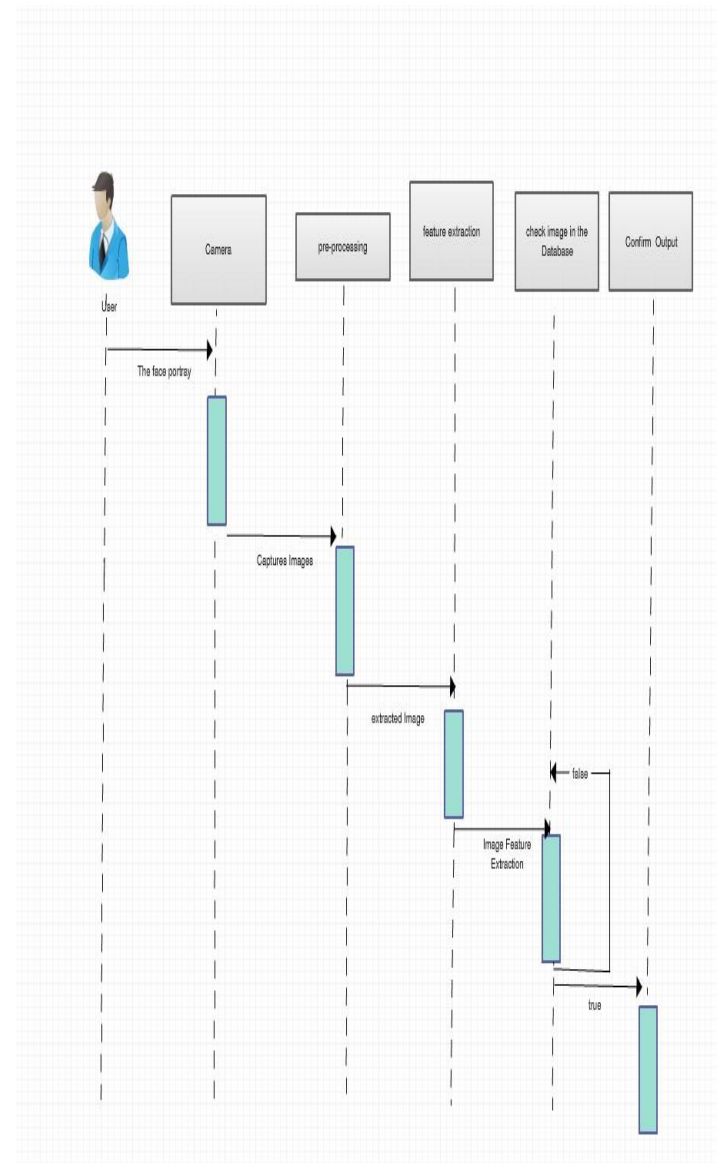 User
Camera
pre-processing
feature extraction
check image in the
Database
Confirm Output
The face portray
Captures Images
extracted Image
false
Image Feature
Extraction
true